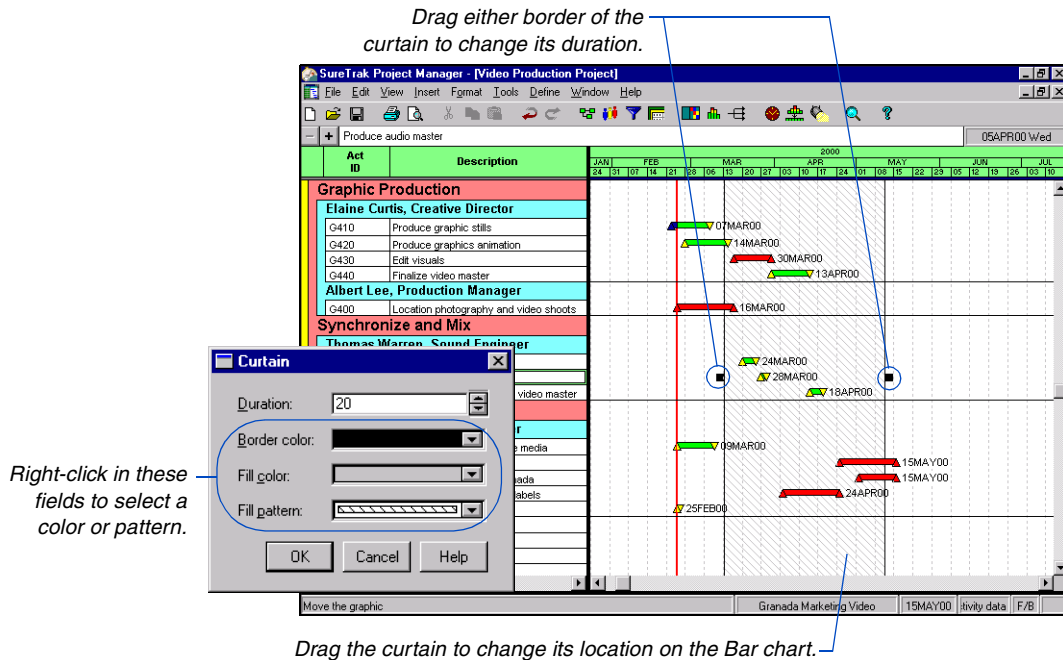 Drag either border of the
curtain to change its duration.
SureTrak Project Manager - [Video Production Project]
File Edit View Insert Format Tools Define Window Help
Produce audio master
05APR00 Wed
Act
ID
Description
2000
JAN FEB MAR APR MAY JUN JUL
24 31 07 14 21 28 06 13 20 27 03 10 17 24 01 08 15 22 29 05 12 19 26 03 10
Graphic Production
Elaine Curtis, Creative Director
G410 Produce graphic stills 07MAR00
G420 Produce graphics animation 14MAR00
G430 Edit visuals 30MAR00
G440 Finalize video master 13APR00
Albert Lee, Production Manager
G400 Location photography and video shoots 16MAR00
Synchronize and Mix
Thomas Warren, Sound Engineer
24MAR00
28MAR00
video master 18APR00
media 09MAR00
15MAY00
15MAY00
labels 24APR00
25FEB00
Curtain
Duration: 20
Border color:
Fill color:
Fill pattern:
OK Cancel Help
Right-click in these
fields to select a
color or pattern.
Move the graphic
Granada Marketing Video 15MAY00 tivity data F/B
Drag the curtain to change its location on the Bar chart.